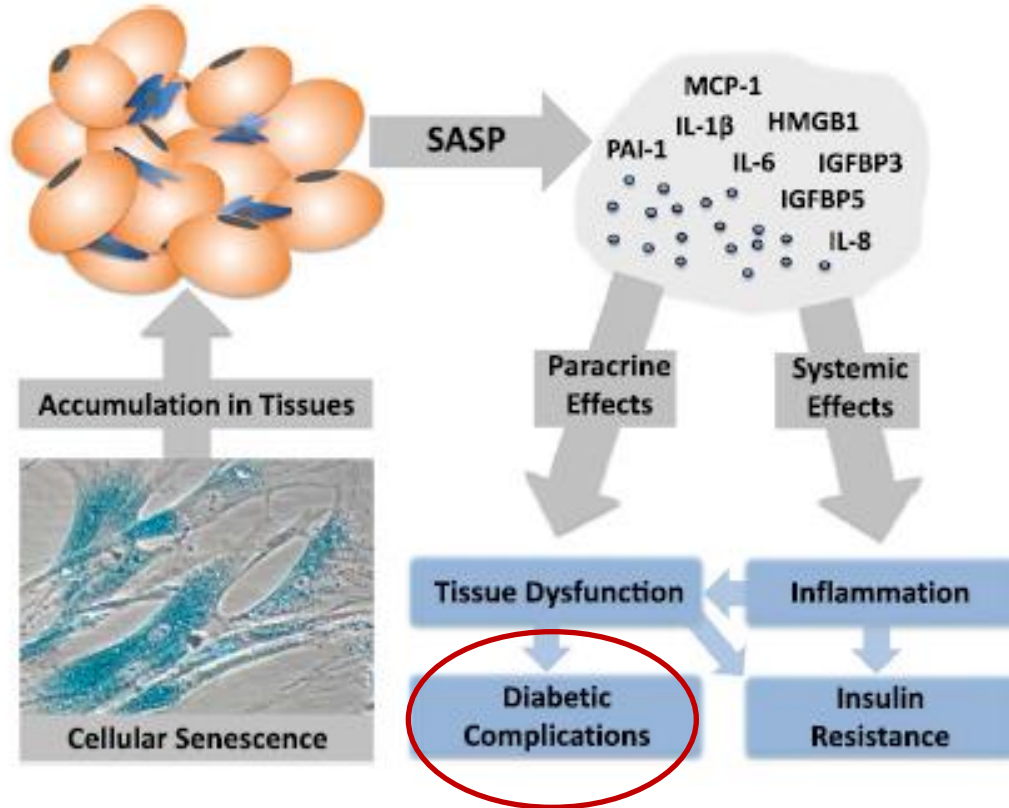 MCP-1
IL-1β
HMGB1
PAI-1
IL-6
IGFBP3
IGFBP5
IL-8
SASP
Paracrine
Effects
Systemic
Effects
Accumulation in Tissues
Cellular Senescence
Tissue Dysfunction
Inflammation
Diabetic
Complications
Insulin
Resistance